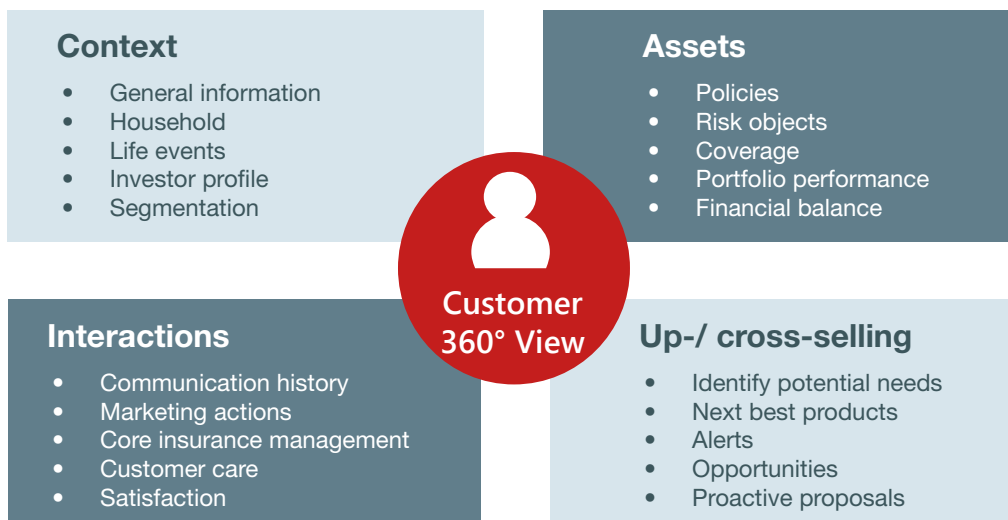 Context
• General information
• Household
• Life events
• Investor profile
• Segmentation
Assets
• Policies
• Risk objects
• Coverage
• Portfolio performance
• Financial balance
Customer
360° View
Interactions
• Communication history
• Marketing actions
• Core insurance management
• Customer care
• Satisfaction
Up-/ cross-selling
• Identify potential needs
• Next best products
• Alerts
• Opportunities
• Proactive proposals